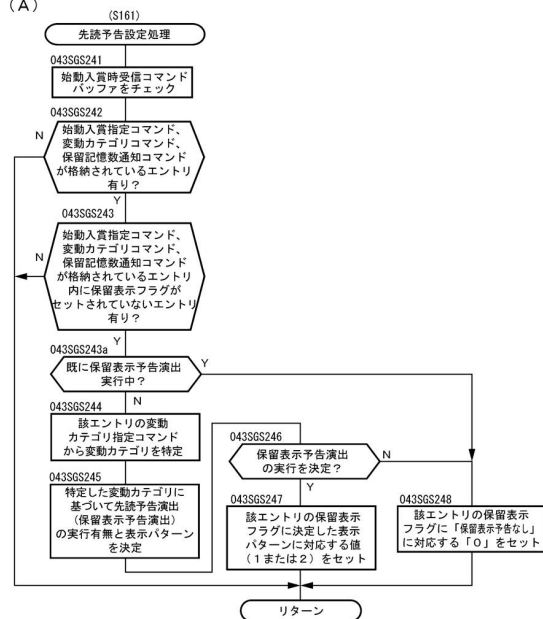 (A)
(S161)
先読予告設定処理
043SGS241
始動入賞時受信コマンド
バッファをチェック
043SGS242
N
始動入賞指定コマンド、
変動カテゴリコマンド、
保留記憶数通知コマンド
が格納されているエントリ
有り？
Y
043SGS243
N
始動入賞指定コマンド、
変動カテゴリコマンド、
保留記憶数通知コマンド
が格納されているエントリ
内に保留表示フラグが
セットされていないエントリ
有り？
Y
043SGS243a
既に保留表示予告演出
実行中？
Y
N
043SGS244
該エントリの変動
カテゴリ指定コマンド
から変動カテゴリを特定
043SGS245
特定した変動カテゴリに
基づいて先読予告演出
(保留表示予告演出)
の実行有無と表示パターン
を決定
043SGS246
保留表示予告演出
の実行を決定？
N
Y
043SGS247
該エントリの保留表示
フラグに決定した表示
パターンに対応する値
(1または2)をセット
043SGS248
該エントリの保留表示
フラグに「保留表示予告なし」
に対応する「0」をセット
リターン